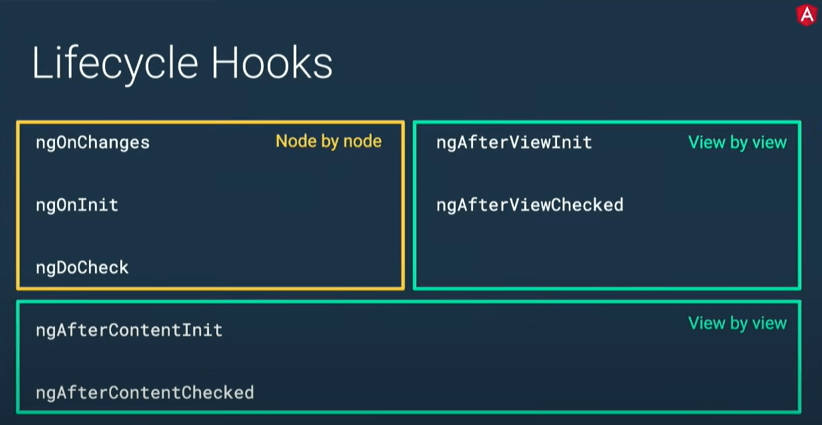 Lifecycle Hooks
ngOnChanges
Node by node
ngOnInit
ngDoCheck
ngAfterViewInit
View by view
ngAfterViewChecked
ngAfterContentInit
View by view
ngAfterContentChecked